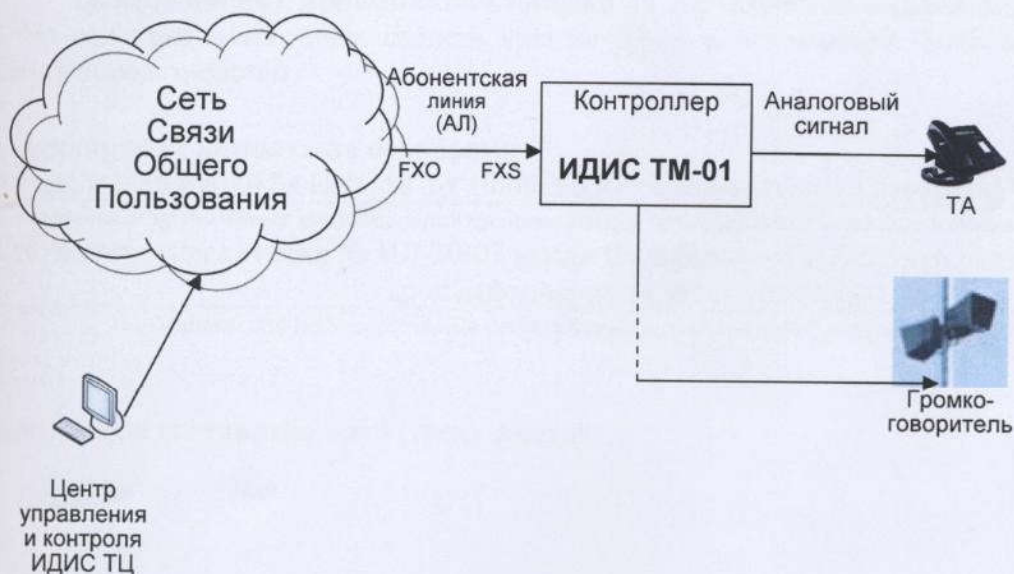 Сеть
Связи
Общего
Пользования
Абонентская
линия
(АЛ)
FXO
FXS
Контроллер
ИДИС ТМ-01
Аналоговый
сигнал
ТА
Громко-
говоритель
Центр
управления
и контроля
ИДИС ТЦ